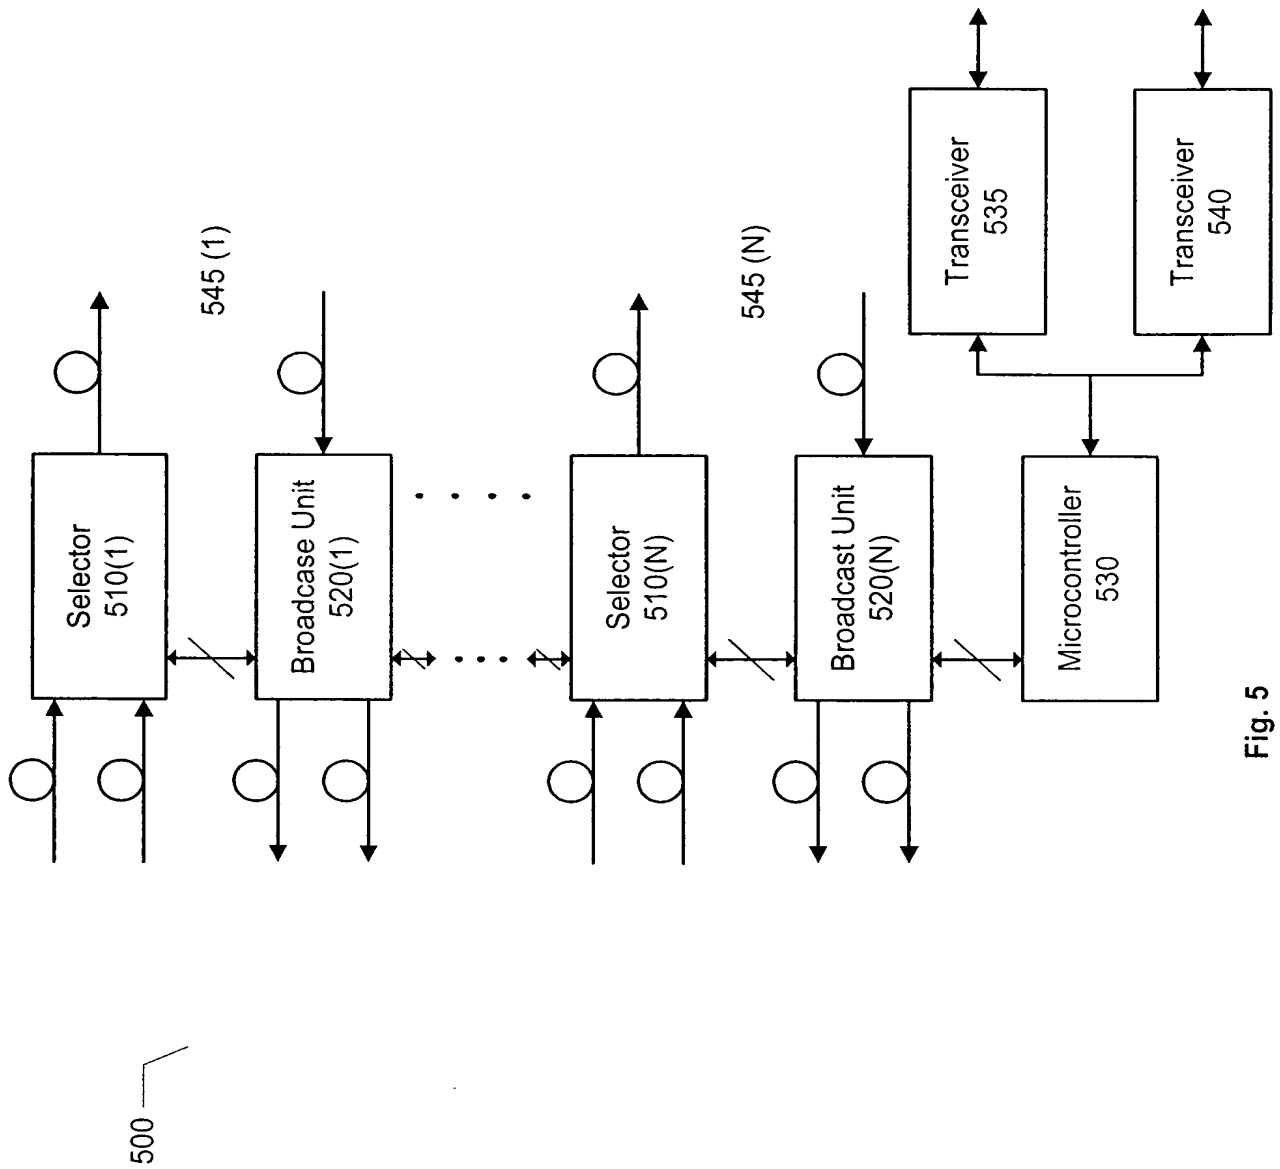 500
Selector
510(1)
545 (1)
Broadcase Unit
520(1)
Selector
510(N)
545 (N)
Broadcast Unit
520(N)
Microcontroller
530
Transceiver
535
Transceiver
540
Fig. 5